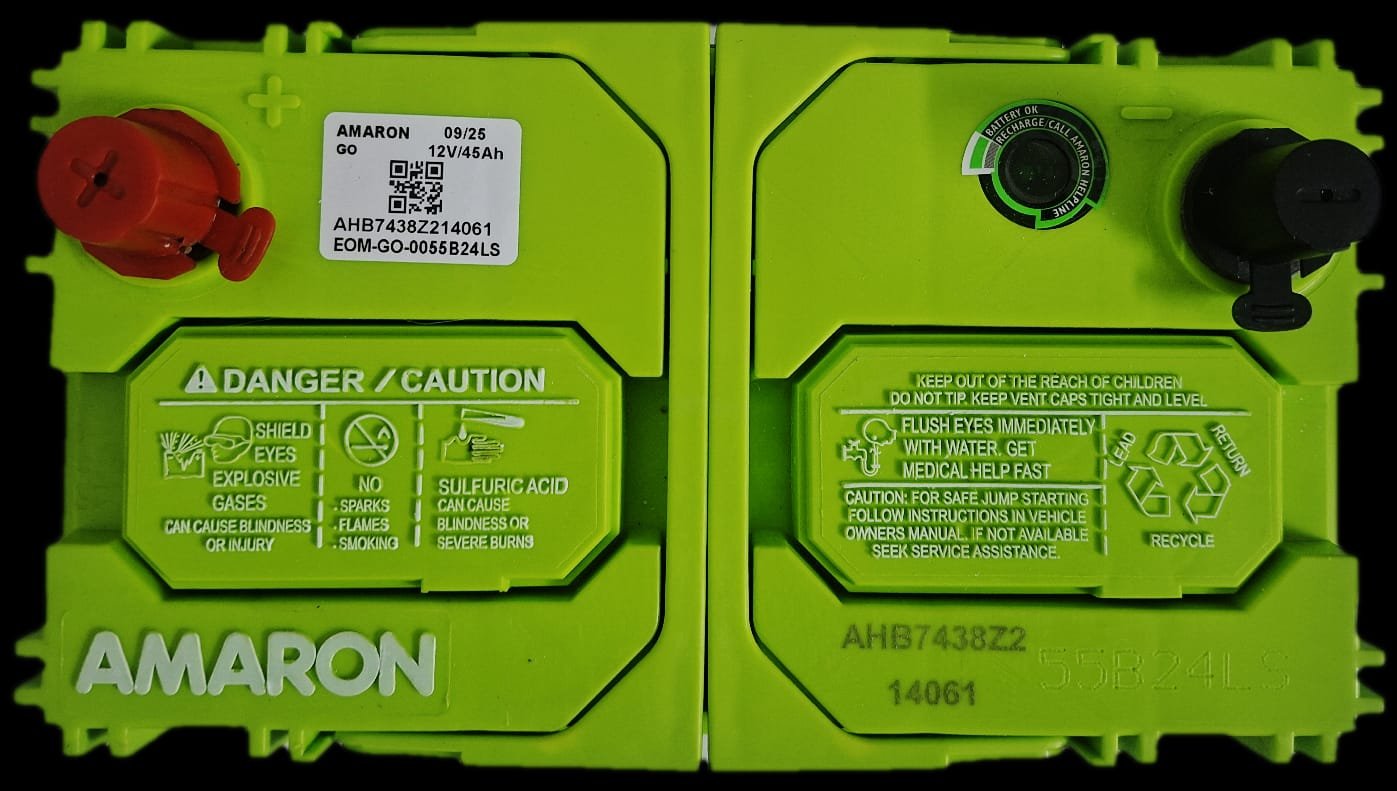 AMARON 09/25
GO 12V/45Ah
AHB7438Z214061
EOM-GO-0055B24LS
BATTERY OK
RECHARGE/CALL AMARON HELPLINE
DANGER / CAUTION
SHIELD
EYES
EXPLOSIVE
GASES
CAN CAUSE BLINDNESS
OR INJURY
NO
.SPARKS
.FLAMES
.SMOKING
SULFURIC ACID
CAN CAUSE
BLINDNESS OR
SEVERE BURNS
KEEP OUT OF THE REACH OF CHILDREN
DO NOT TIP. KEEP VENT CAPS TIGHT AND LEVEL
FLUSH EYES IMMEDIATELY
WITH WATER. GET
MEDICAL HELP FAST
CAUTION: FOR SAFE JUMP STARTING
FOLLOW INSTRUCTIONS IN VEHICLE
OWNERS MANUAL. IF NOT AVAILABLE
SEEK SERVICE ASSISTANCE.
LEAD
RETURN
RECYCLE
AMARON
AHB7438Z2
14061
55B24LS